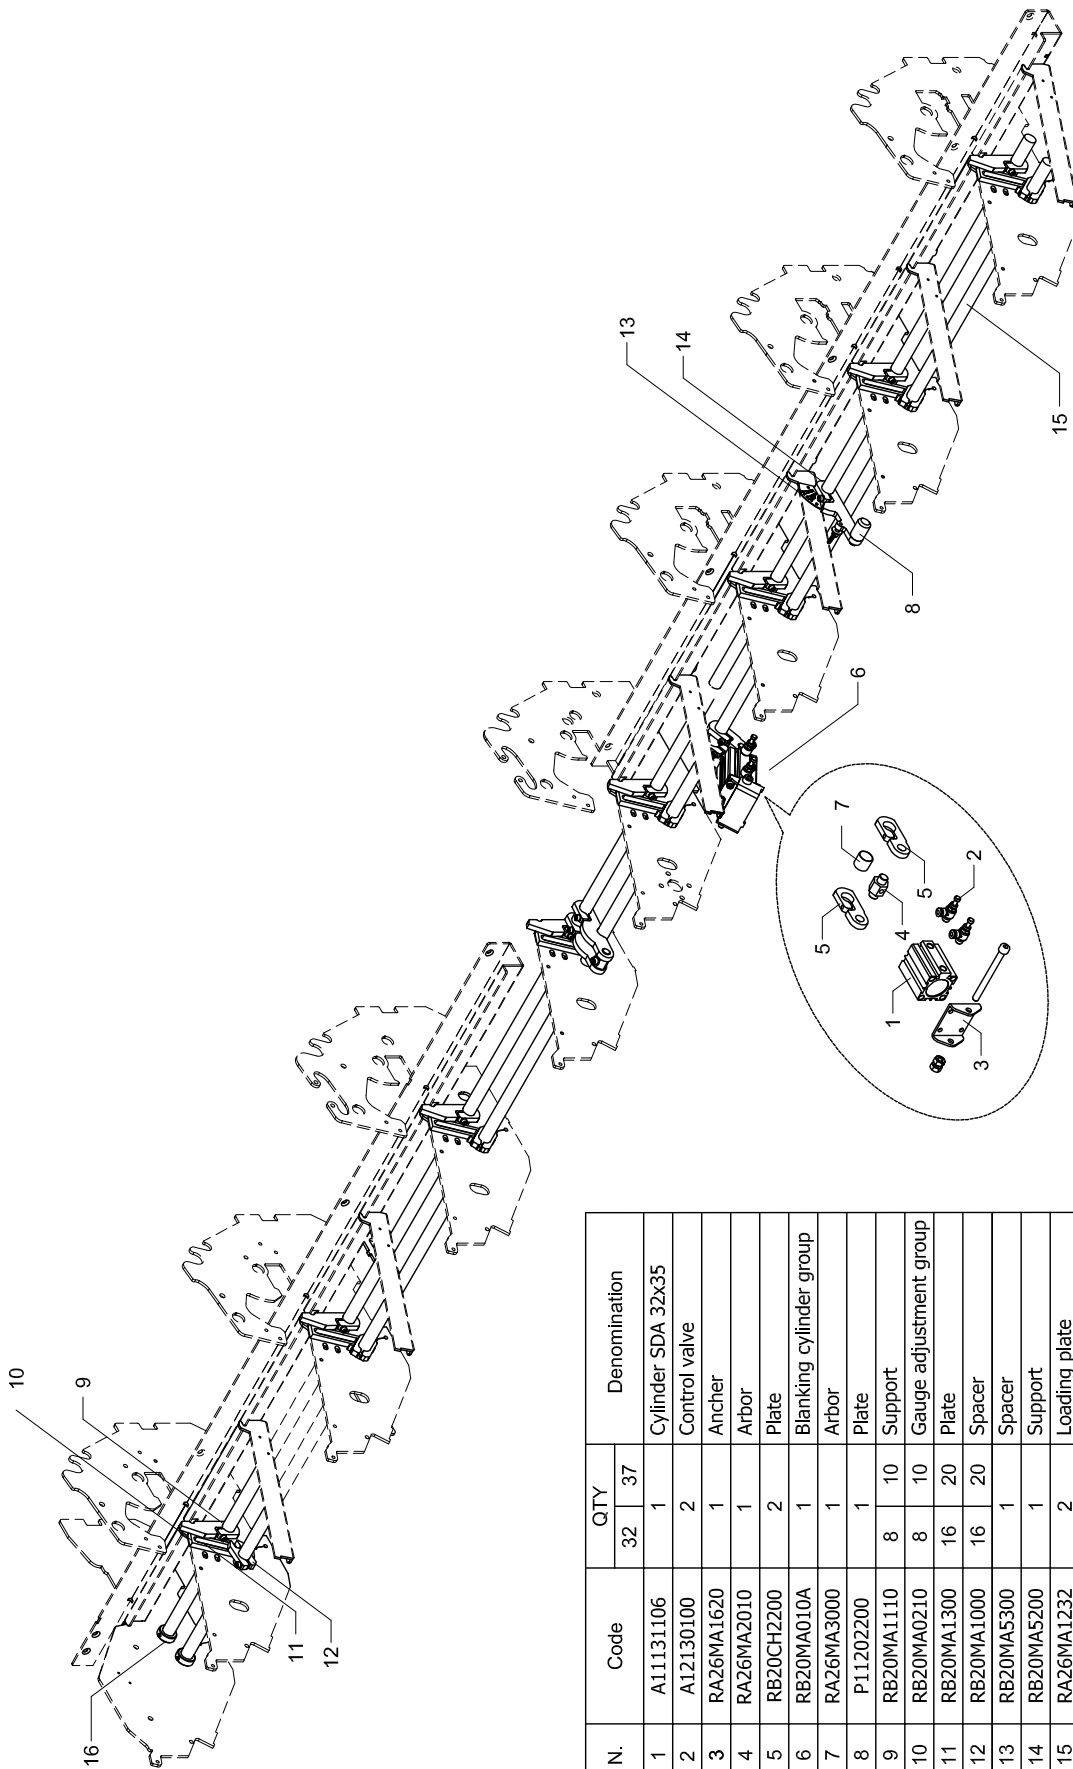 10
9
16
11
12
13
14
15
8
6
7
5
5
4
2
1
3
N. Code QTY Denomination
32 37
1 A11131106 1 Cylinder SDA 32x35
2 A12130100 2 Control valve
3 RA26MA1620 1 Ancher
4 RA26MA2010 1 Arbor
5 RB20CH2200 2 Plate
6 RB20MA010A 1 Blanking cylinder group
7 RA26MA3000 1 Arbor
8 P11202200 1 Plate
9 RB20MA1110 8 10 Support
10 RB20MA0210 8 10 Gauge adjustment group
11 RB20MA1300 16 20 Plate
12 RB20MA1000 16 20 Spacer
13 RB20MA5300 1 Spacer
14 RB20MA5200 1 Support
15 RA26MA1232 2 Loading plate